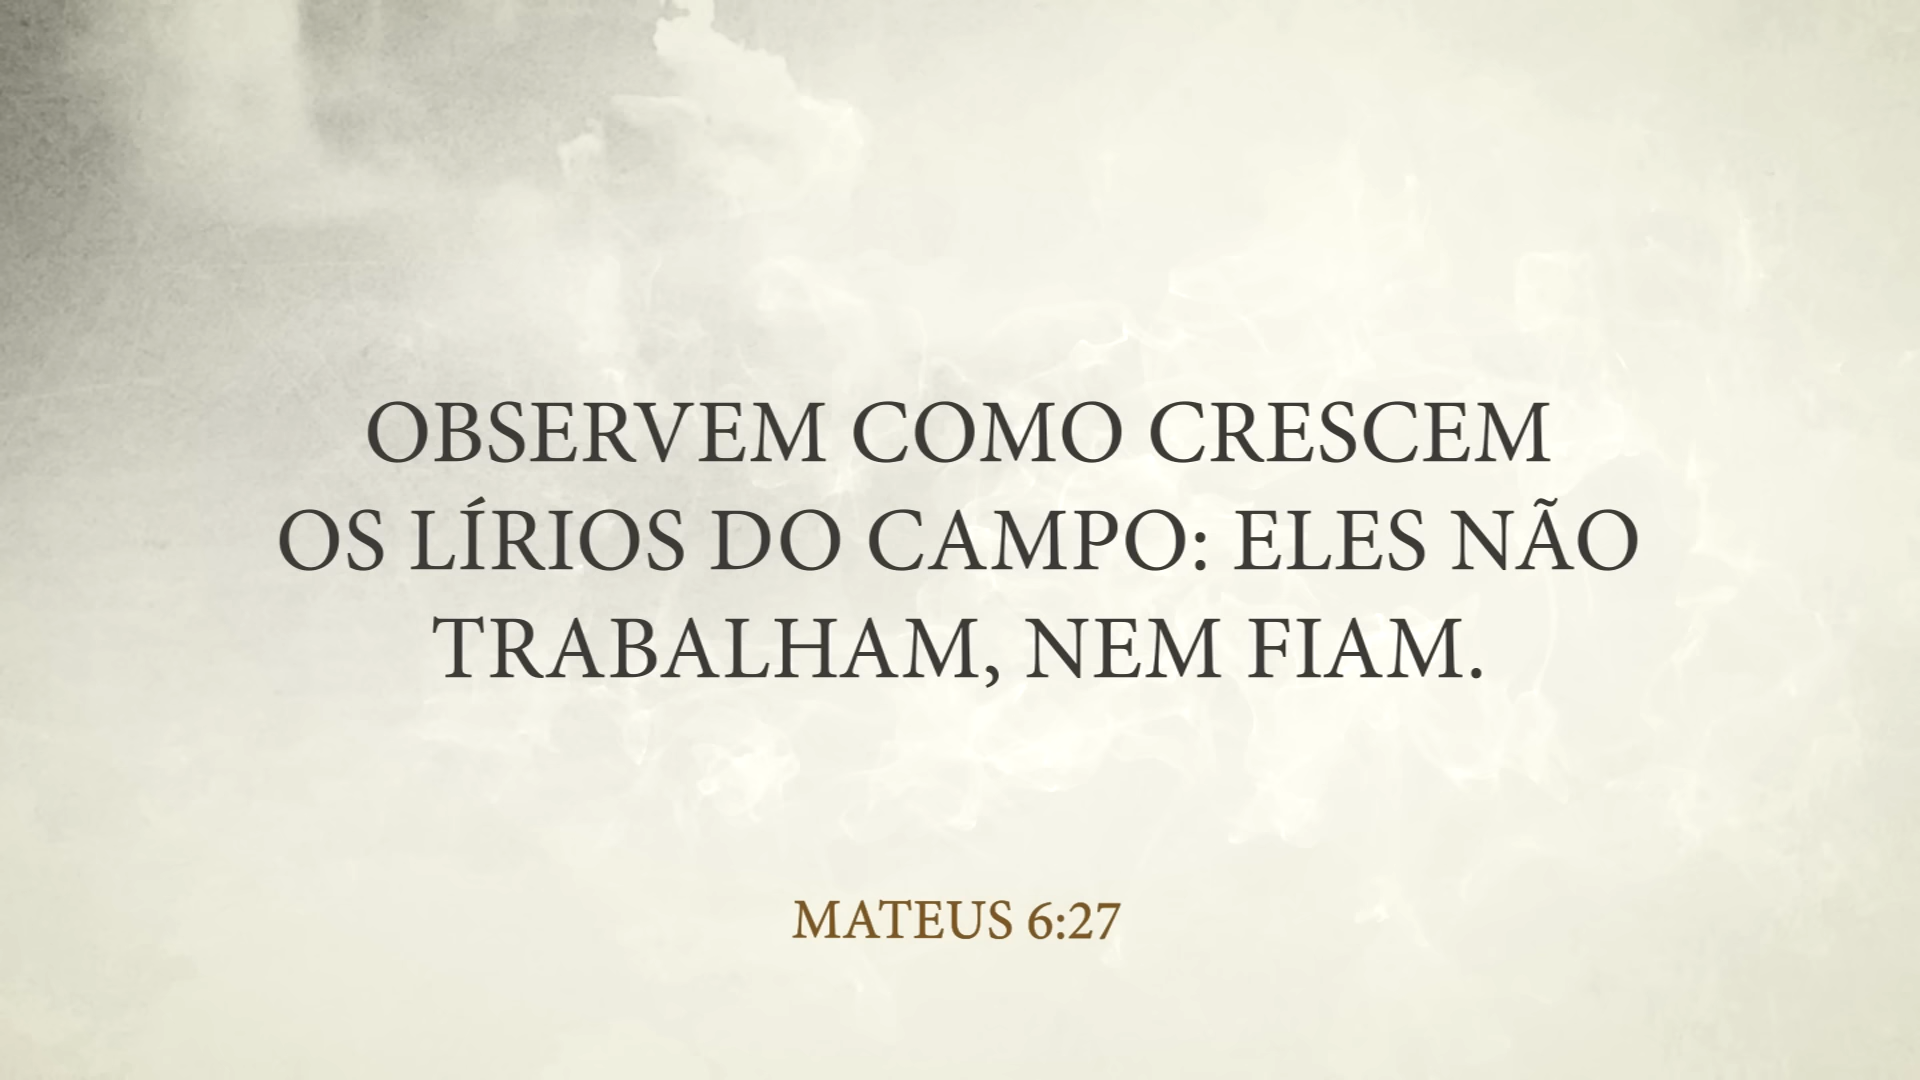 OBSERVEM COMO CRESCEM
OS LÍRIOS DO CAMPO: ELES NÃO
TRABALHAM, NEM FIAM.
MATEUS 6:27